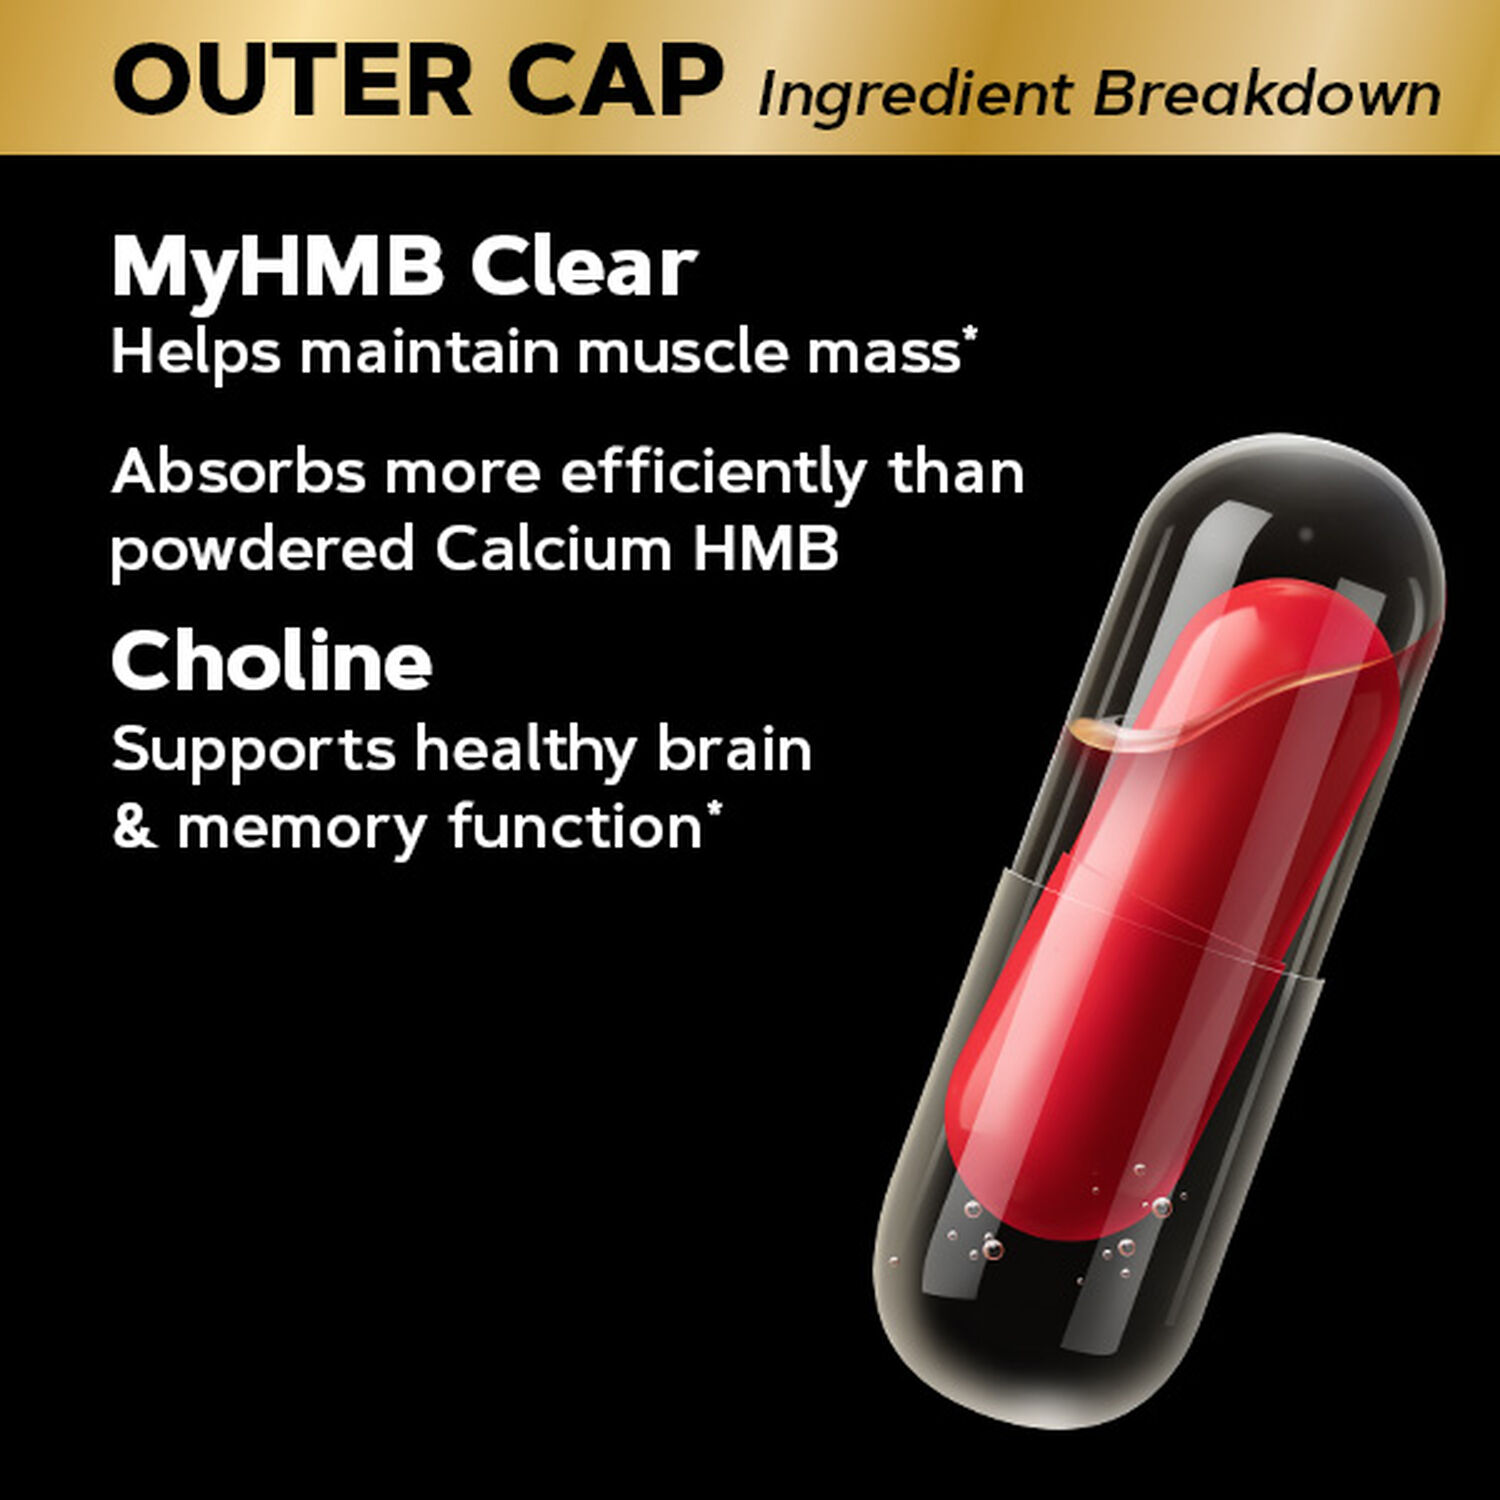 OUTER CAP Ingredient Breakdown
MyHMB Clear
Helps maintain muscle mass*
Absorbs more efficiently than
powdered Calcium HMB
Choline
Supports healthy brain
& memory function*